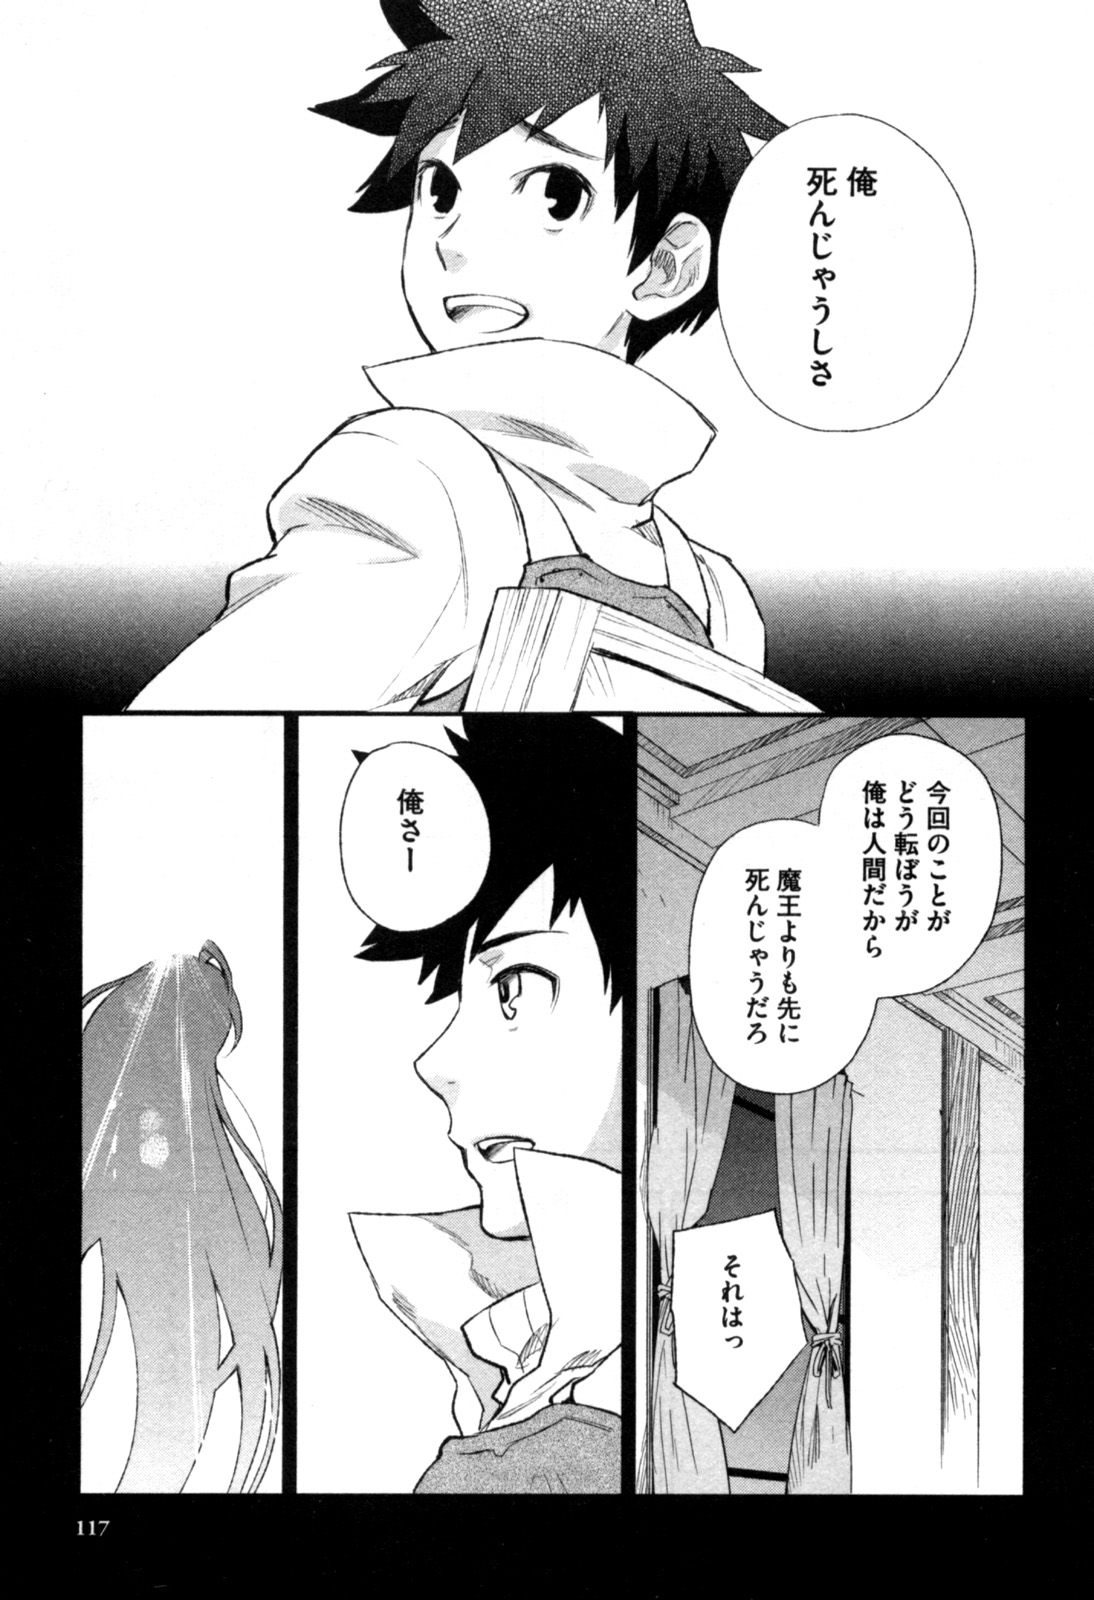 俺
死んじゃうしさ
今回のことが
どう転ぼうが
俺は人間だから
魔王よりも先に
死んじゃうだろ
それはっ
俺さー
117